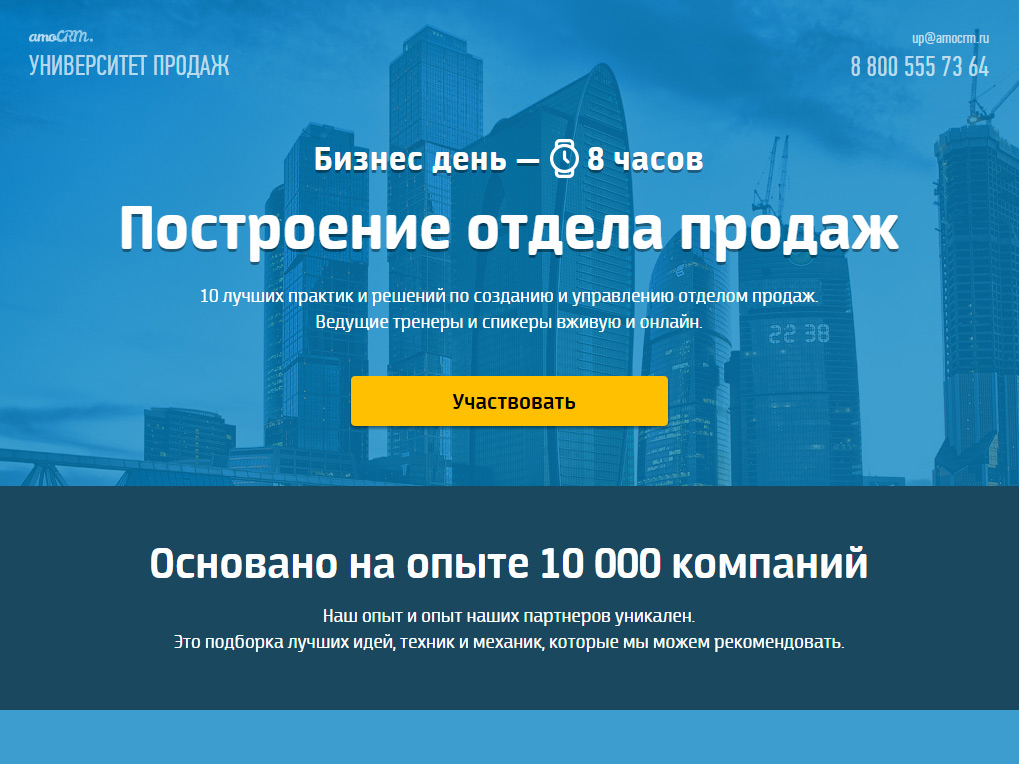 amoCRM.
УНИВЕРСИТЕТ ПРОДАЖ
up@amocrm.ru
8 800 555 73 64
Бизнес день — 8 часов
Построение отдела продаж
10 лучших практик и решений по созданию и управлению отделом продаж.
Ведущие тренеры и спикеры вживую и онлайн.
22 38
Участвовать
Основано на опыте 10 000 компаний
Наш опыт и опыт наших партнеров уникален.
Это подборка лучших идей, техник и механик, которые мы можем рекомендовать.